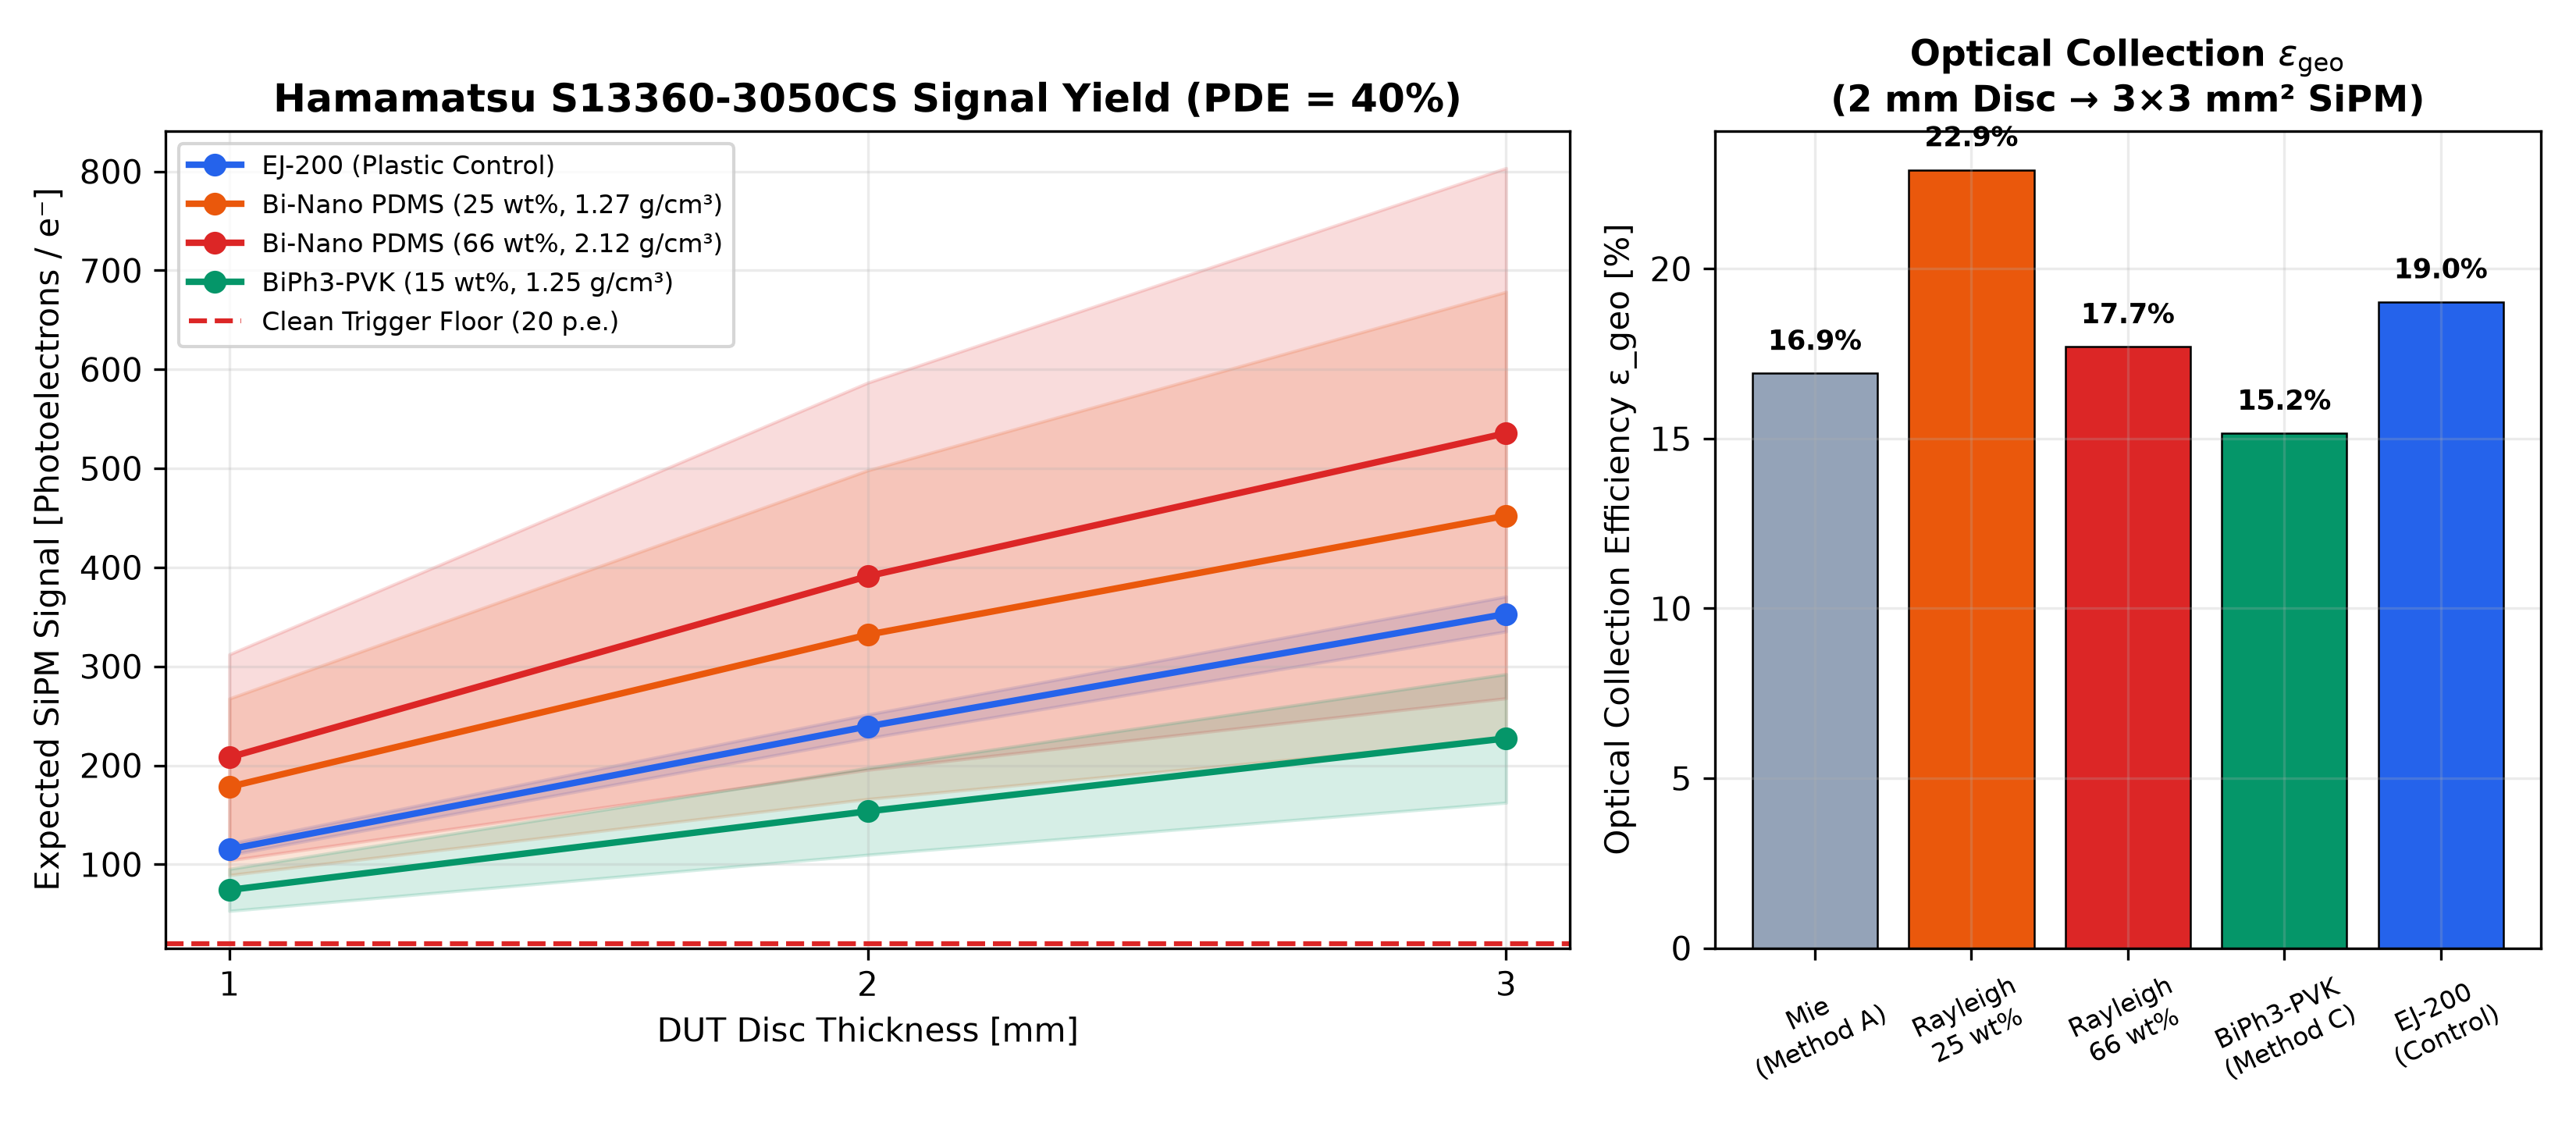 Hamamatsu S13360-3050CS Signal Yield (PDE = 40%)
Expected SiPM Signal [Photoelectrons / e⁻]
800
700
600
500
400
300
200
100
EJ-200 (Plastic Control)
Bi-Nano PDMS (25 wt%, 1.27 g/cm³)
Bi-Nano PDMS (66 wt%, 2.12 g/cm³)
BiPh3-PVK (15 wt%, 1.25 g/cm³)
Clean Trigger Floor (20 p.e.)
1
2
3
DUT Disc Thickness [mm]
Optical Collection ε_geo
(2 mm Disc → 3×3 mm² SiPM)
Optical Collection Efficiency ε_geo [%]
20
15
10
5
0
16.9%
22.9%
17.7%
15.2%
19.0%
Mie
(Method A)
Rayleigh
25 wt%
Rayleigh
66 wt%
BiPh3-PVK
(Method C)
EJ-200
(Control)